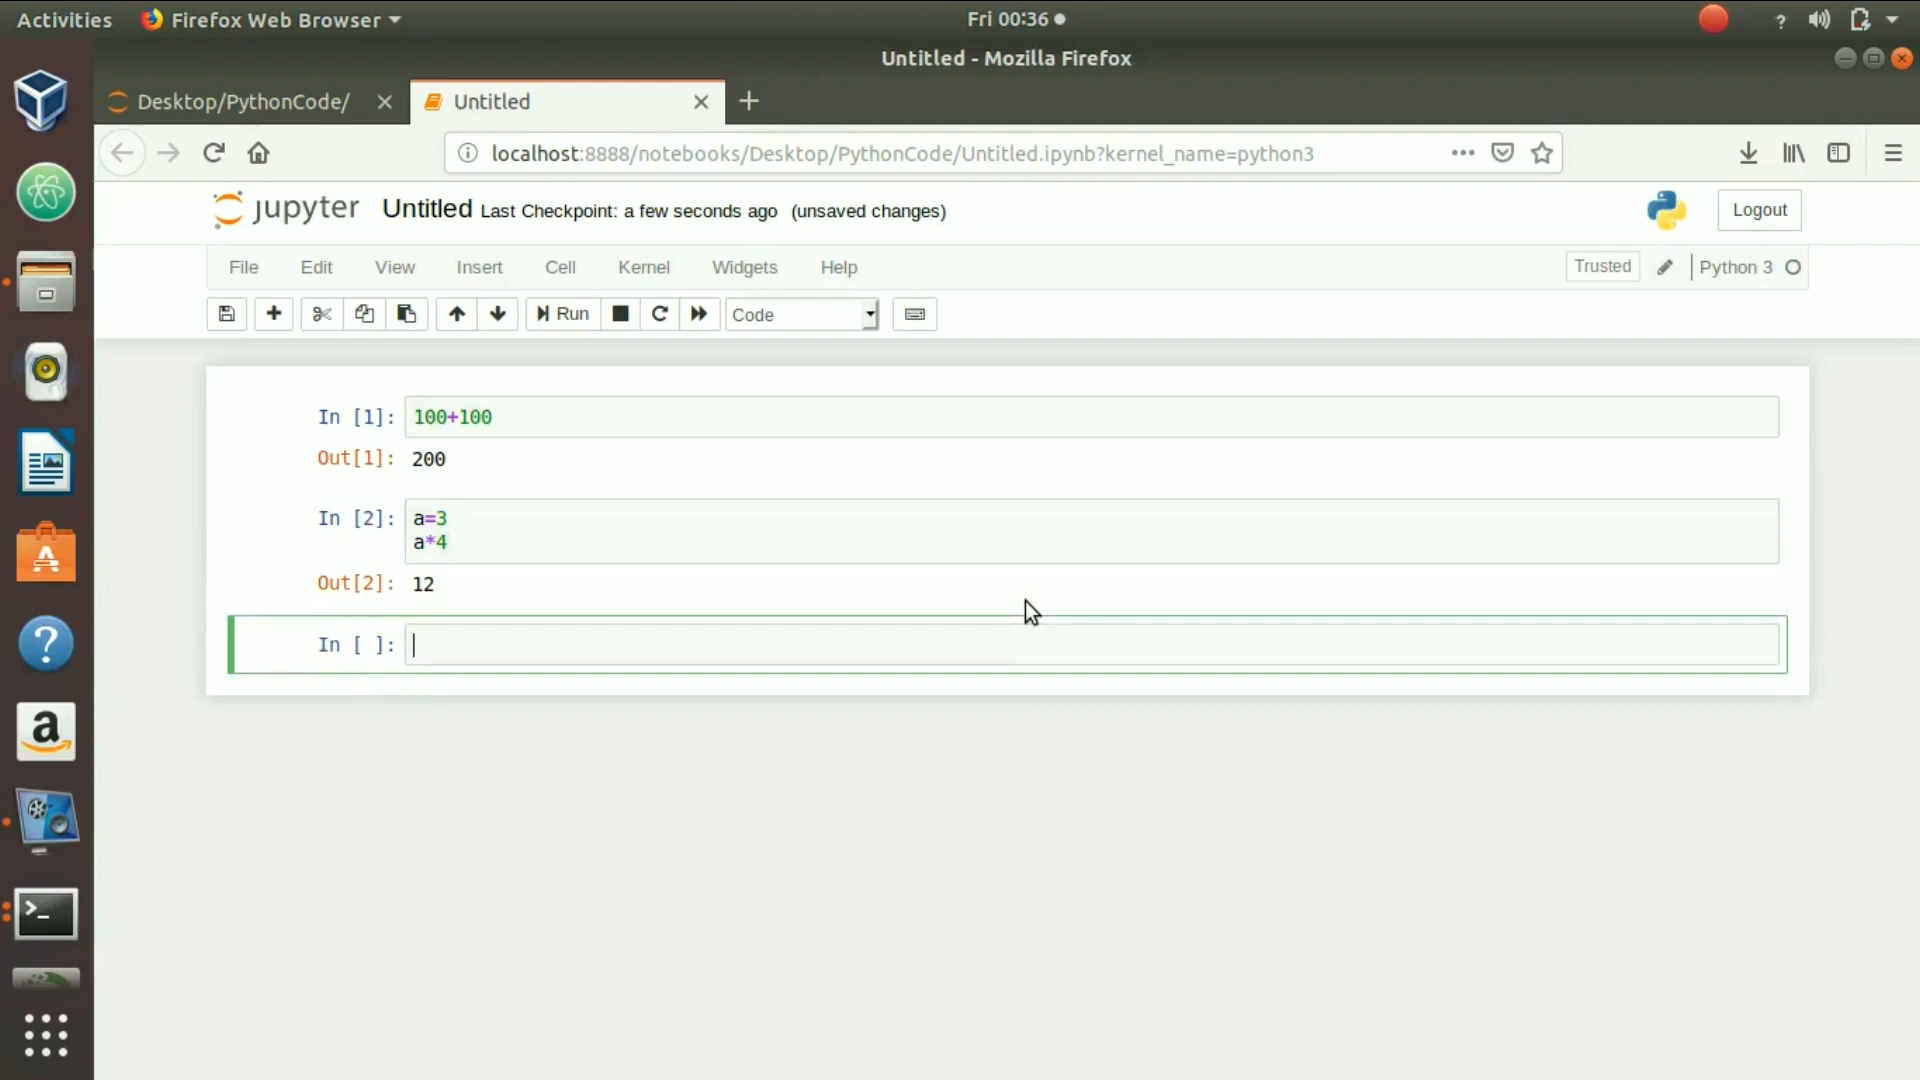 Activities Firefox Web Browser Fri 00:36 ?
Untitled - Mozilla Firefox
Desktop/PythonCode/ Untitled
localhost:8888/notebooks/Desktop/PythonCode/Untitled.ipynb?kernel_name=python3
jupyter Untitled Last Checkpoint: a few seconds ago (unsaved changes) Logout
File Edit View Insert Cell Kernel Widgets Help Trusted Python 3
Run Code
In [1]: 100+100
Out[1]: 200
In [2]: a=3
a*4
Out[2]: 12
In [ ]:
A
?
a
>_